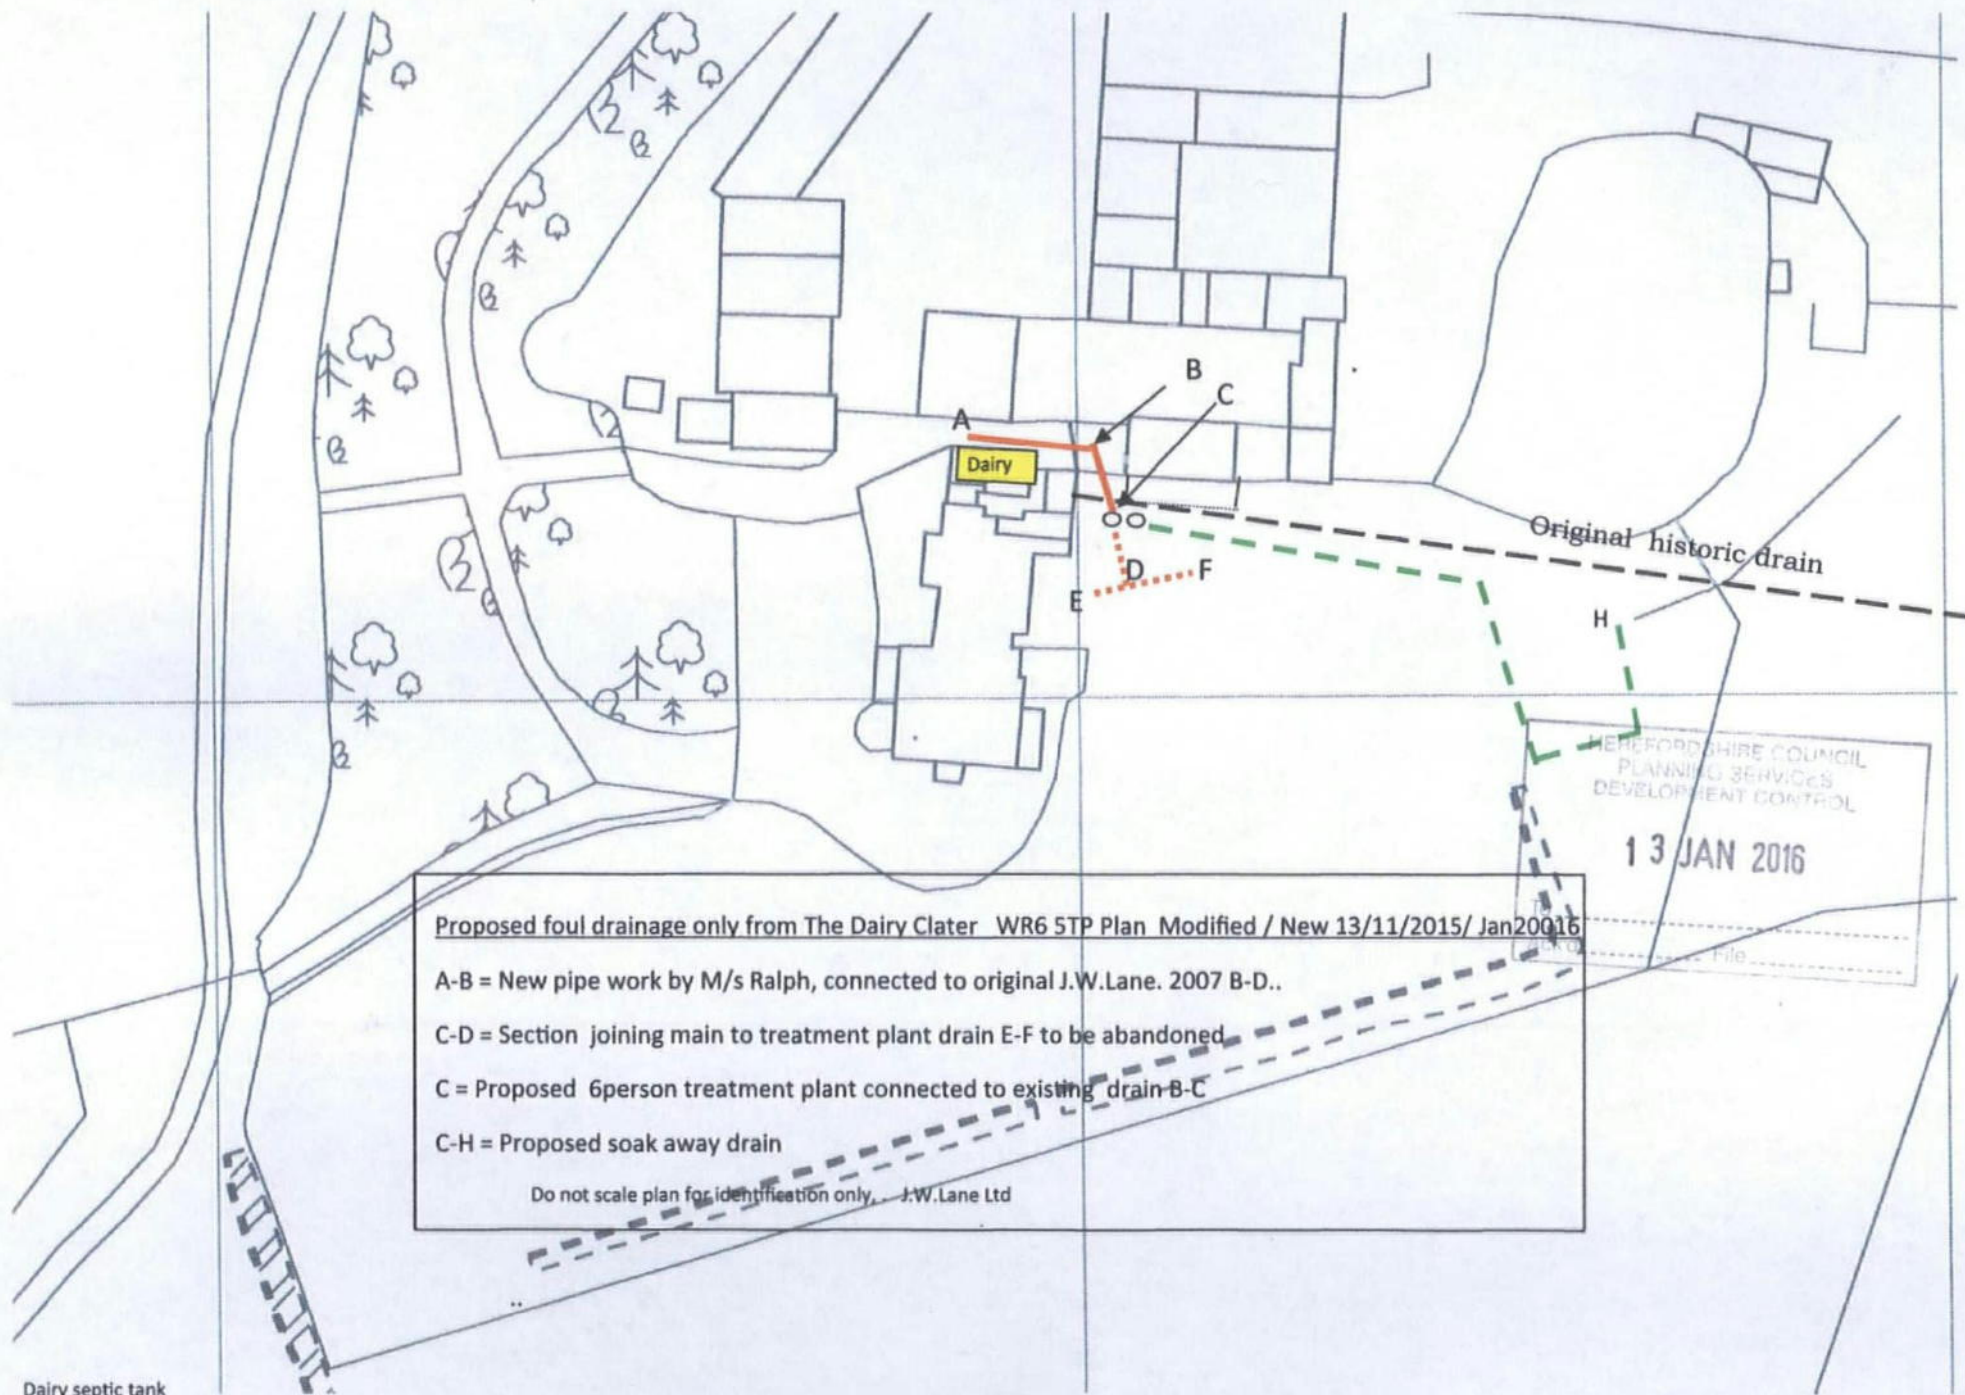 B
C
A
Dairy
Original historic drain
D
F
E
H
HEREFORDSHIRE COUNCIL
PLANNING SERVICES
DEVELOPMENT CONTROL
13 JAN 2016
To
Ack'd File
Proposed foul drainage only from The Dairy Clater WR6 5TP Plan Modified / New 13/11/2015/ Jan20016
A-B = New pipe work by M/s Ralph, connected to original J.W.Lane. 2007 B-D..
C-D = Section joining main to treatment plant drain E-F to be abandoned
C = Proposed 6person treatment plant connected to existing drain B-C
C-H = Proposed soak away drain
Do not scale plan for identification only, . J.W.Lane Ltd
Dairy septic tank